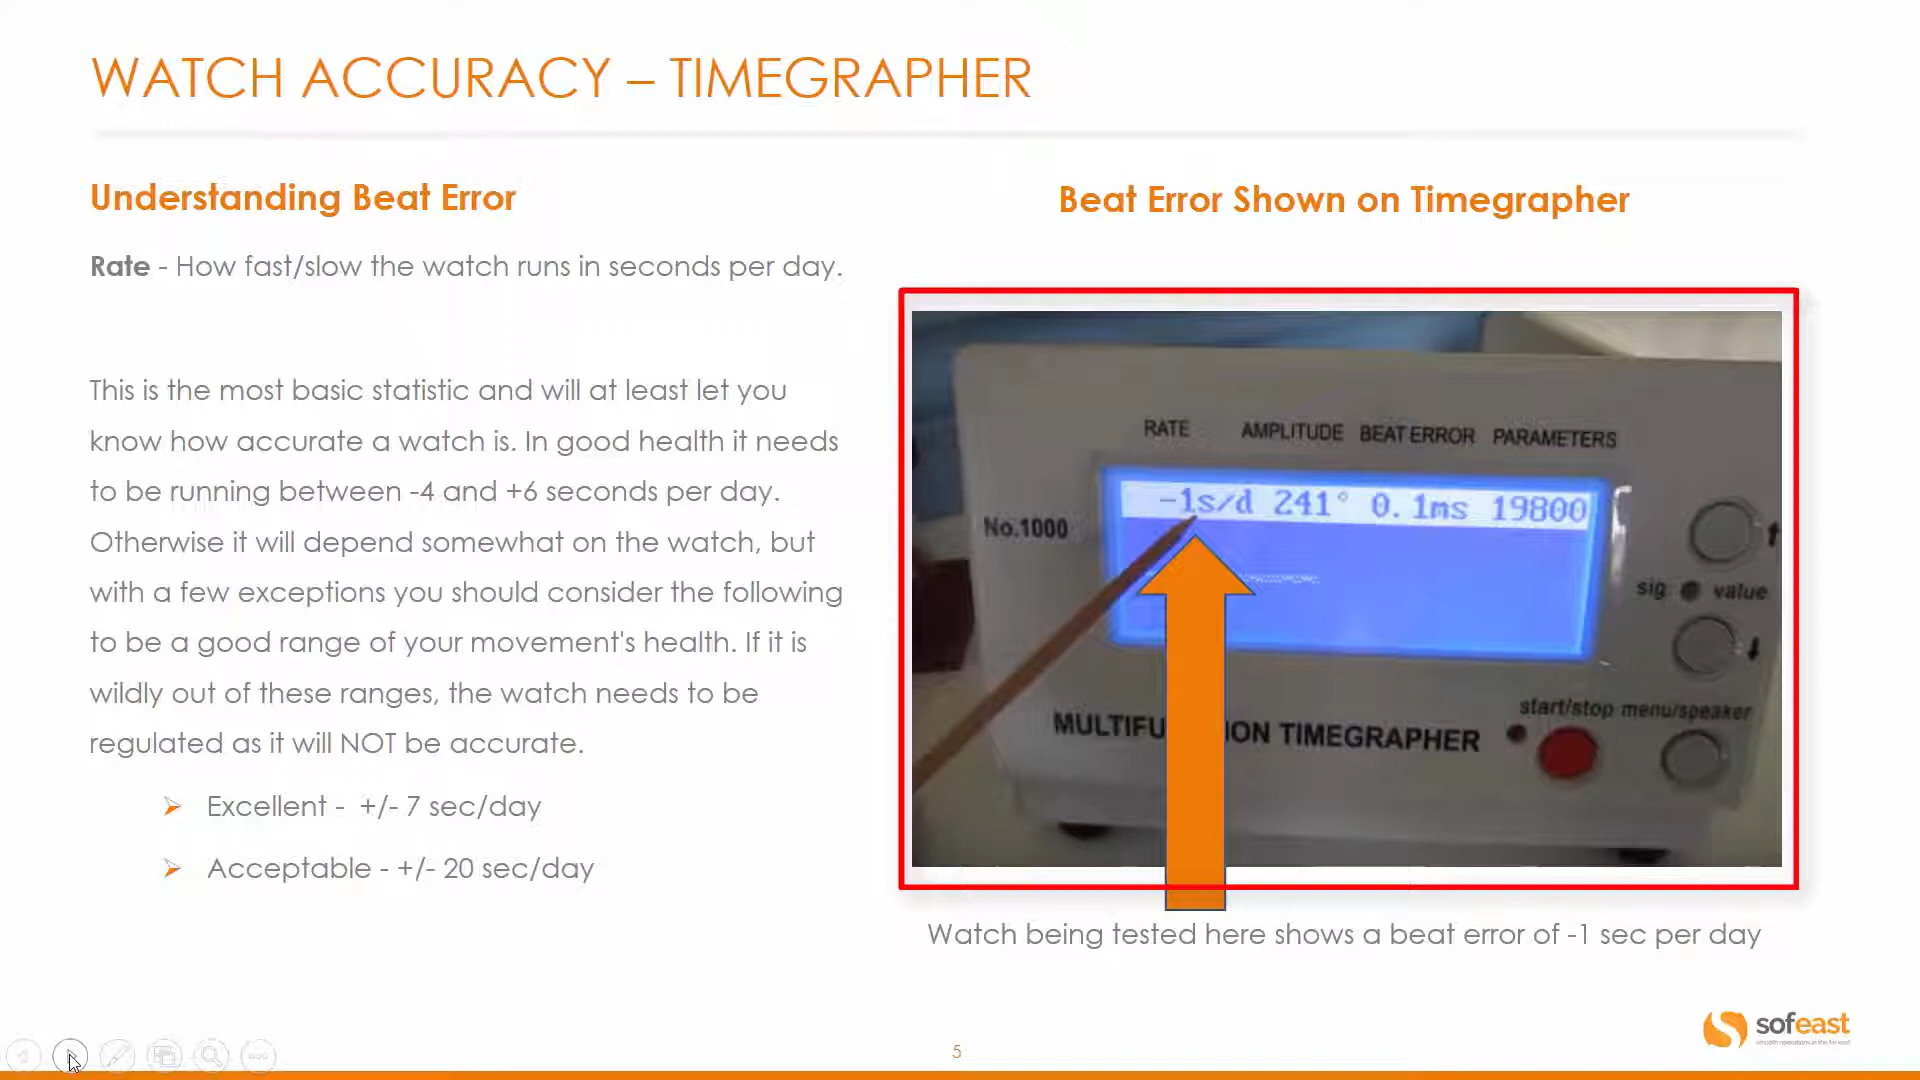 WATCH ACCURACY – TIMEGRAPHER
Understanding Beat Error
Rate - How fast/slow the watch runs in seconds per day.
This is the most basic statistic and will at least let you
know how accurate a watch is. In good health it needs
to be running between -4 and +6 seconds per day.
Otherwise it will depend somewhat on the watch, but
with a few exceptions you should consider the following
to be a good range of your movement's health. If it is
wildly out of these ranges, the watch needs to be
regulated as it will NOT be accurate.
Excellent - +/- 7 sec/day
Acceptable - +/- 20 sec/day
Beat Error Shown on Timegrapher
RATE AMPLITUDE BEAT ERROR PARAMETERS
-1s/d 241° 0.1ms 19800
No.1000
sig value
start/stop menu/speaker
MULTIFU ION TIMEGRAPHER
Watch being tested here shows a beat error of -1 sec per day
sofeast
5